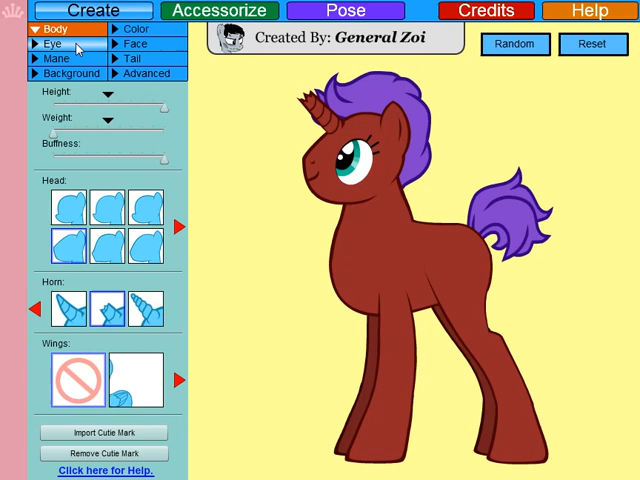 Create Accessorize Pose Credits Help
Body Color
Eye Face
Mane Tail
Background Advanced
Created By: General Zoi
Random Reset
Height:
Weight:
Buffness:
Head:
Horn:
Wings:
Import Cutie Mark
Remove Cutie Mark
Click here for Help.